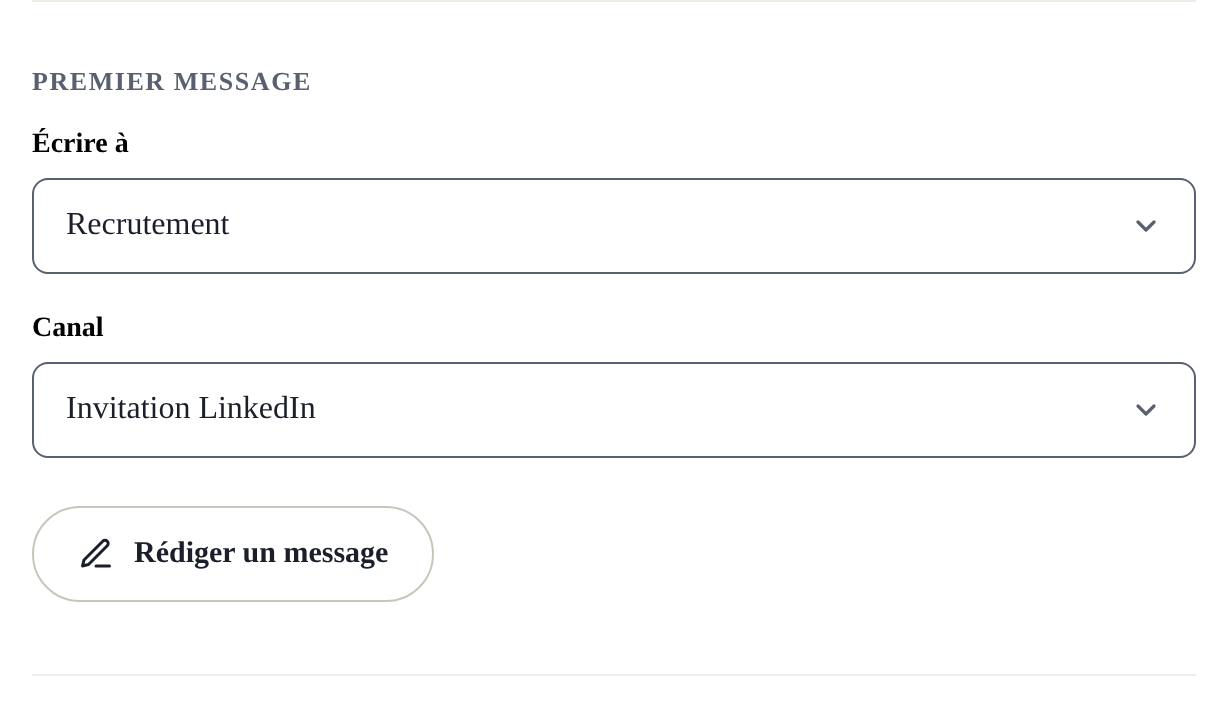 PREMIER MESSAGE
Écrire à
Recrutement
Canal
Invitation LinkedIn
Rédiger un message